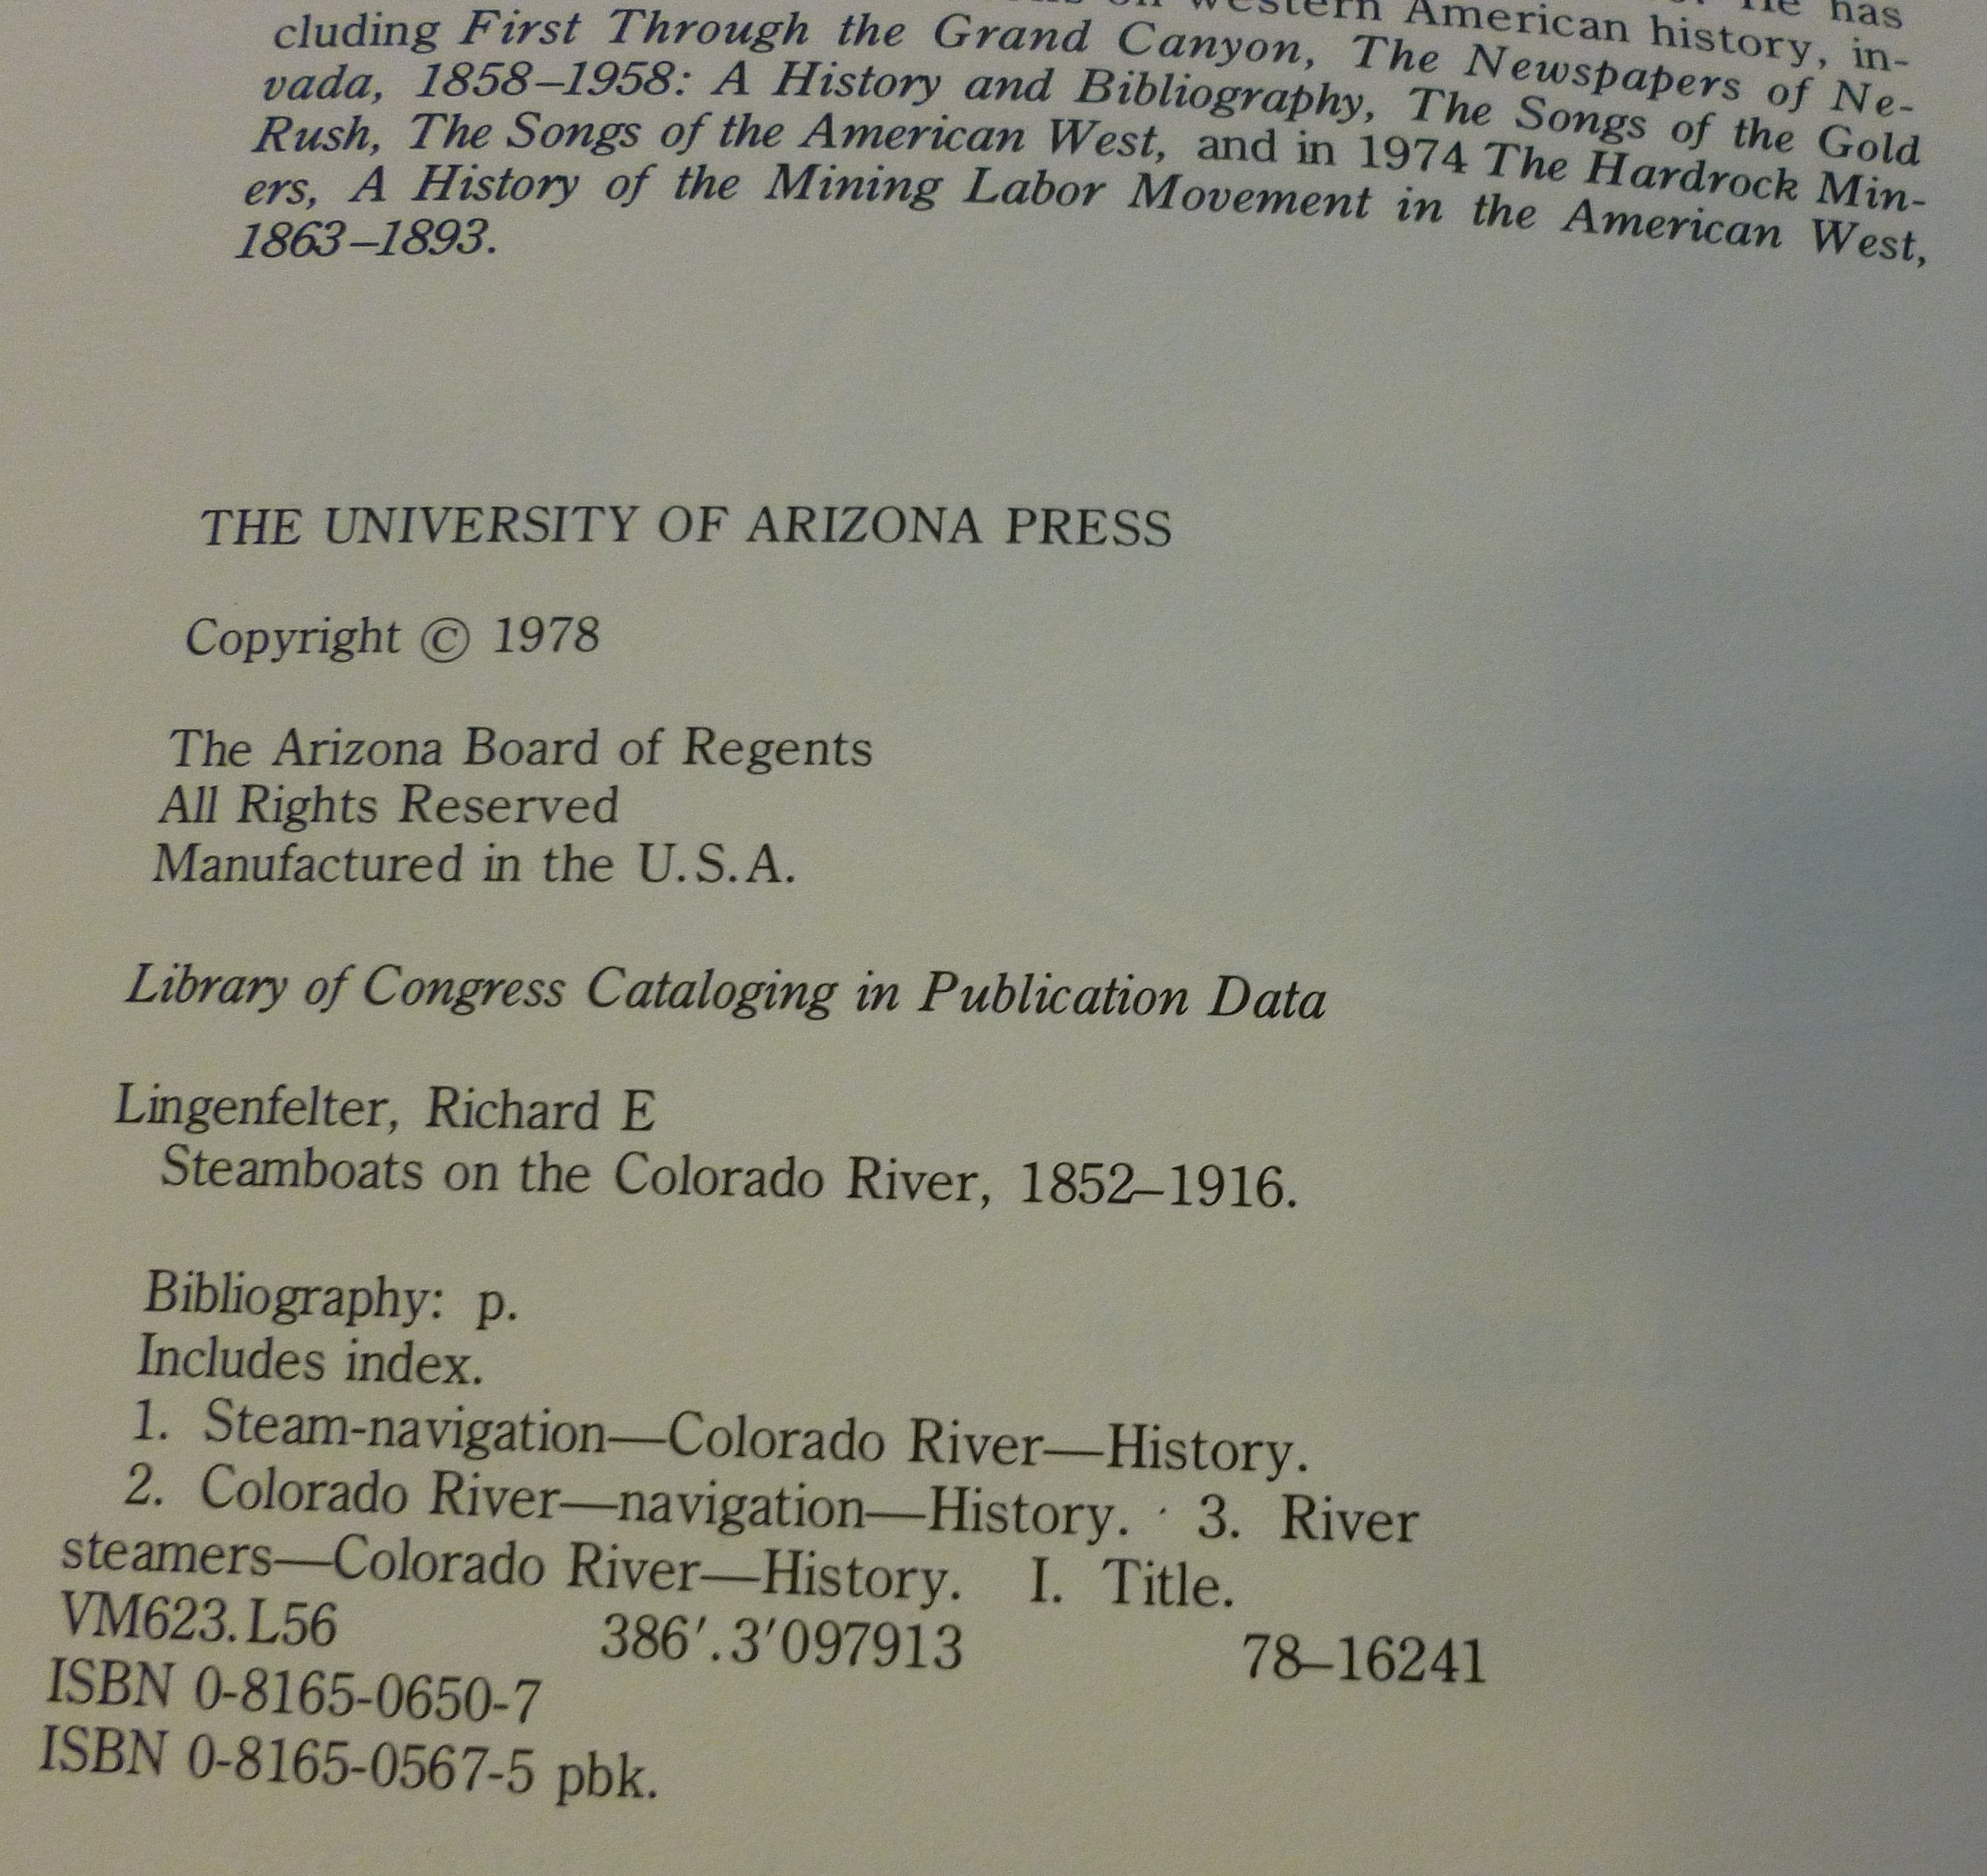 on western American history, in-
cluding First Through the Grand Canyon, The Newspapers of Ne-
vada, 1858–1958: A History and Bibliography, The Songs of the Gold
Rush, The Songs of the American West, and in 1974 The Hardrock Min-
ers, A History of the Mining Labor Movement in the American West,
1863–1893.
THE UNIVERSITY OF ARIZONA PRESS
Copyright © 1978
The Arizona Board of Regents
All Rights Reserved
Manufactured in the U.S.A.
Library of Congress Cataloging in Publication Data
Lingenfelter, Richard E
Steamboats on the Colorado River, 1852–1916.
Bibliography: p.
Includes index.
1. Steam-navigation—Colorado River—History.
2. Colorado River—navigation—History. 3. River
steamers—Colorado River—History. I. Title.
VM623.L56 386′.3′097913 78–16241
ISBN 0-8165-0650-7
ISBN 0-8165-0567-5 pbk.